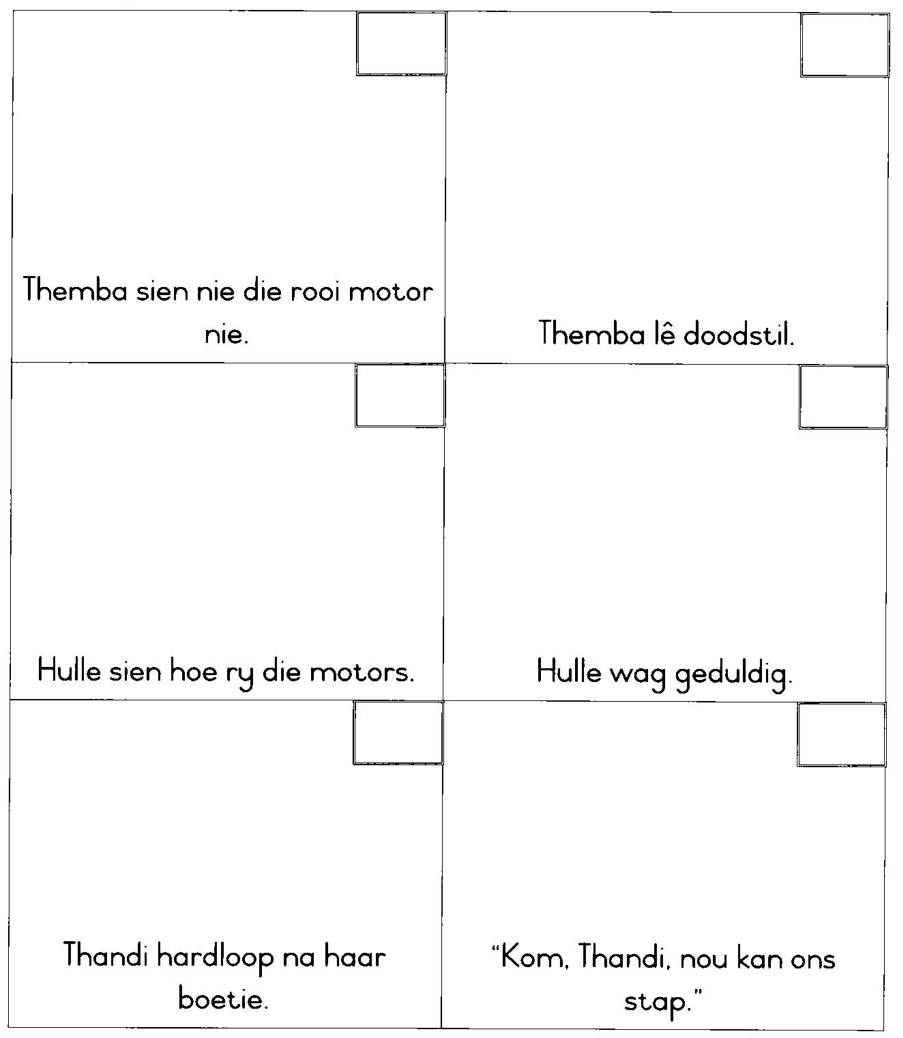 Themba sien nie die rooi motor
nie.
Themba lê doodstil.
Hulle sien hoe ry die motors.
Hulle wag geduldig.
Thandi hardloop na haar
boetie.
“Kom, Thandi, nou kan ons
stap.”